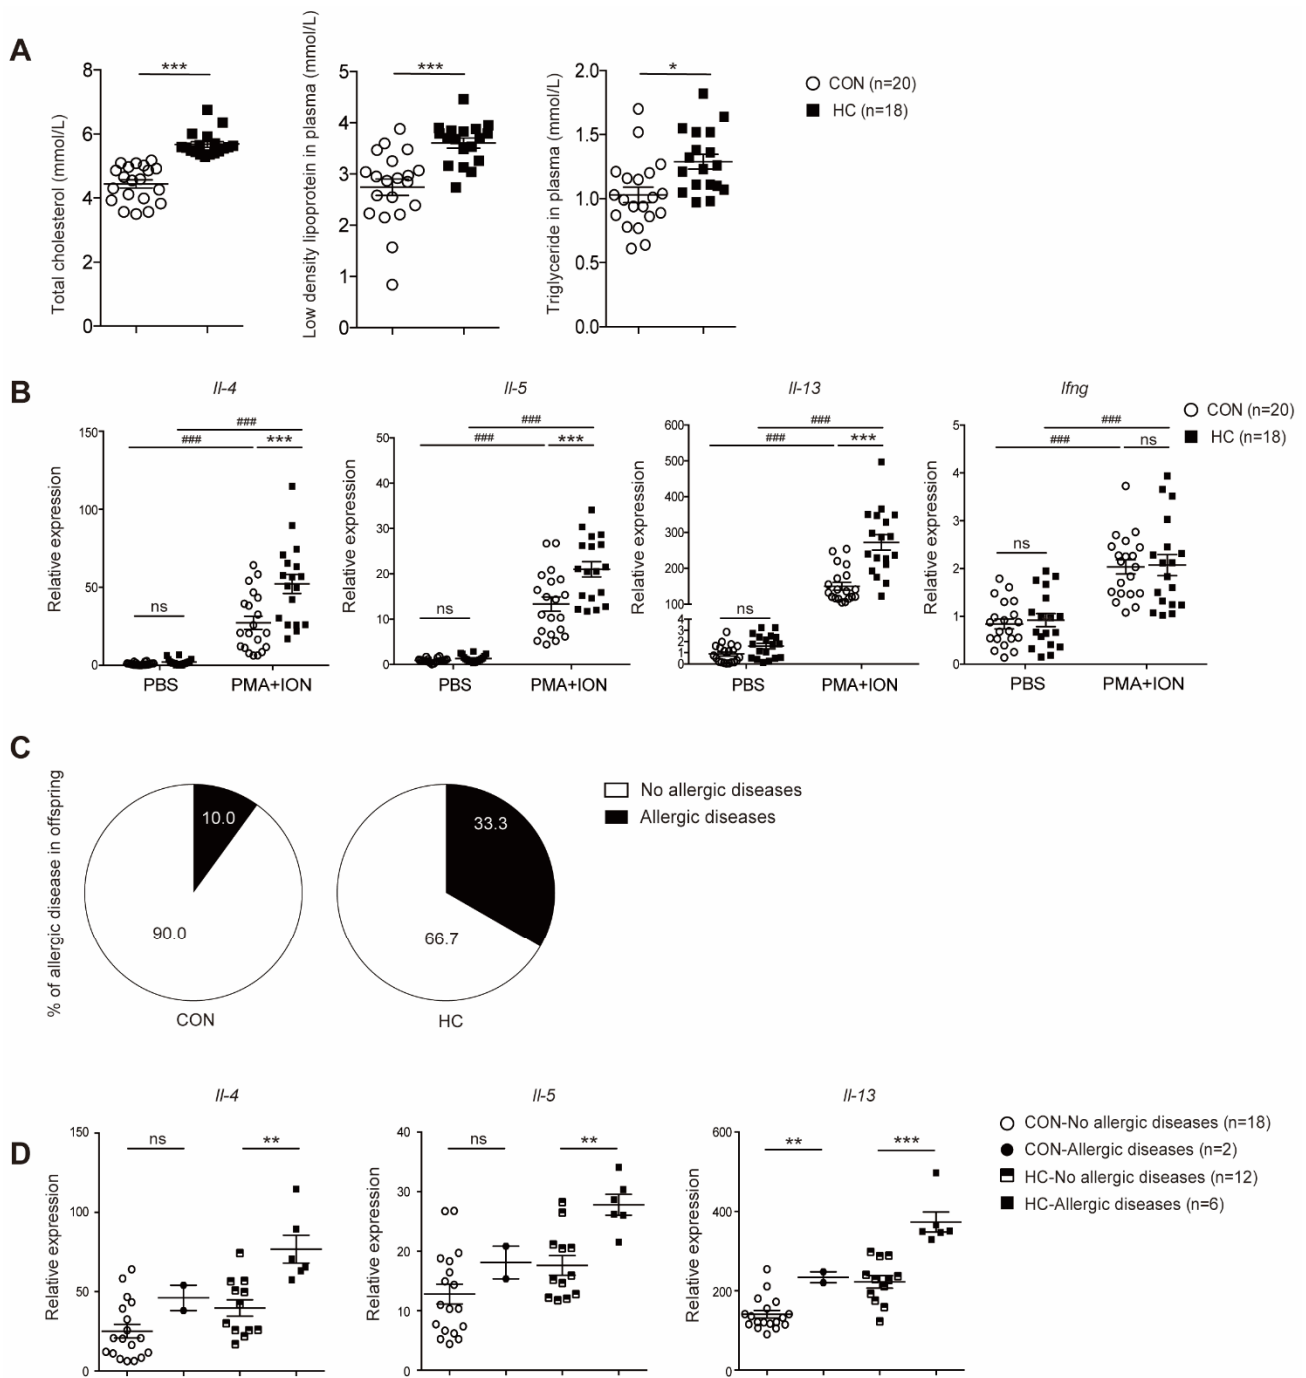 A
Total cholesterol (mmol/L)
8
6
4
2
0
***
Low density lipoprotein in plasma (mmol/L)
5
4
3
2
1
0
***
Triglyceride in plasma (mmol/L)
2.0
1.5
1.0
0.5
0.0
*
CON (n=20)
HC (n=18)
B
Il-4
Relative expression
150
100
50
0
###
###
***
ns
PBS
PMA+ION
Il-5
Relative expression
50
40
30
20
10
0
###
###
***
ns
PBS
PMA+ION
Il-13
Relative expression
600
500
400
300
200
100
4
3
2
1
0
###
###
***
ns
PBS
PMA+ION
Ifng
Relative expression
5
4
3
2
1
0
###
###
ns
ns
PBS
PMA+ION
CON (n=20)
HC (n=18)
C
% of allergic disease in offspring
10.0
90.0
CON
33.3
66.7
HC
No allergic diseases
Allergic diseases
D
Il-4
Relative expression
150
100
50
0
ns
**
Il-5
Relative expression
40
30
20
10
0
ns
**
Il-13
Relative expression
600
400
200
0
**
***
CON-No allergic diseases (n=18)
CON-Allergic diseases (n=2)
HC-No allergic diseases (n=12)
HC-Allergic diseases (n=6)